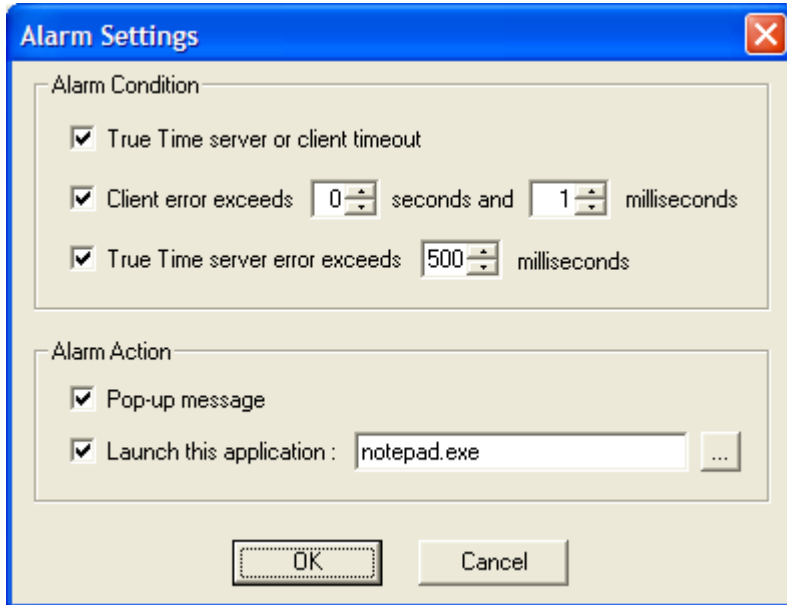 Alarm Settings
Alarm Condition
True Time server or client timeout
Client error exceeds 0 seconds and 1 milliseconds
True Time server error exceeds 500 milliseconds
Alarm Action
Pop-up message
Launch this application : notepad.exe ...
OK Cancel